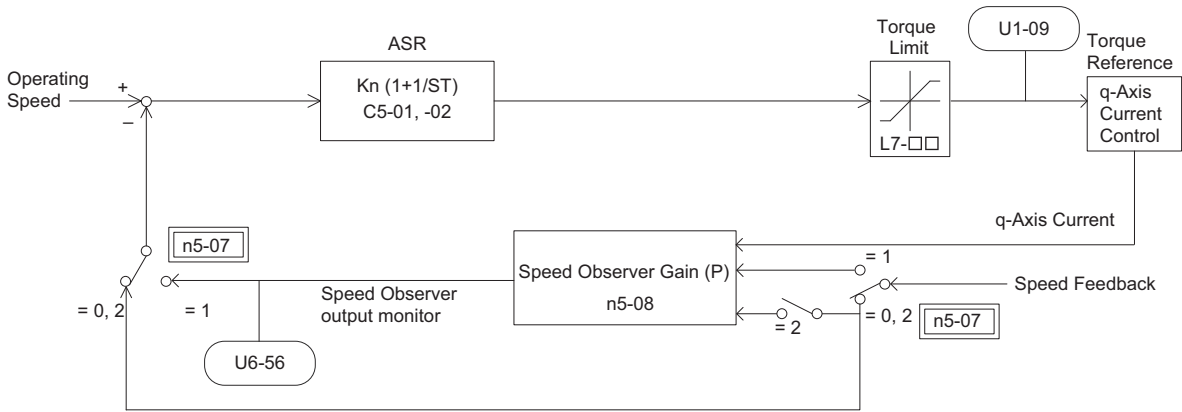 ASR
Torque
Limit
U1-09
Torque
Reference
Operating
Speed
+
–
Kn (1+1/ST)
C5-01, -02
L7-□□
q-Axis
Current
Control
q-Axis Current
n5-07
= 0, 2
= 1
Speed Observer
output monitor
U6-56
Speed Observer Gain (P)
n5-08
= 1
Speed Feedback
= 2
= 0, 2
n5-07